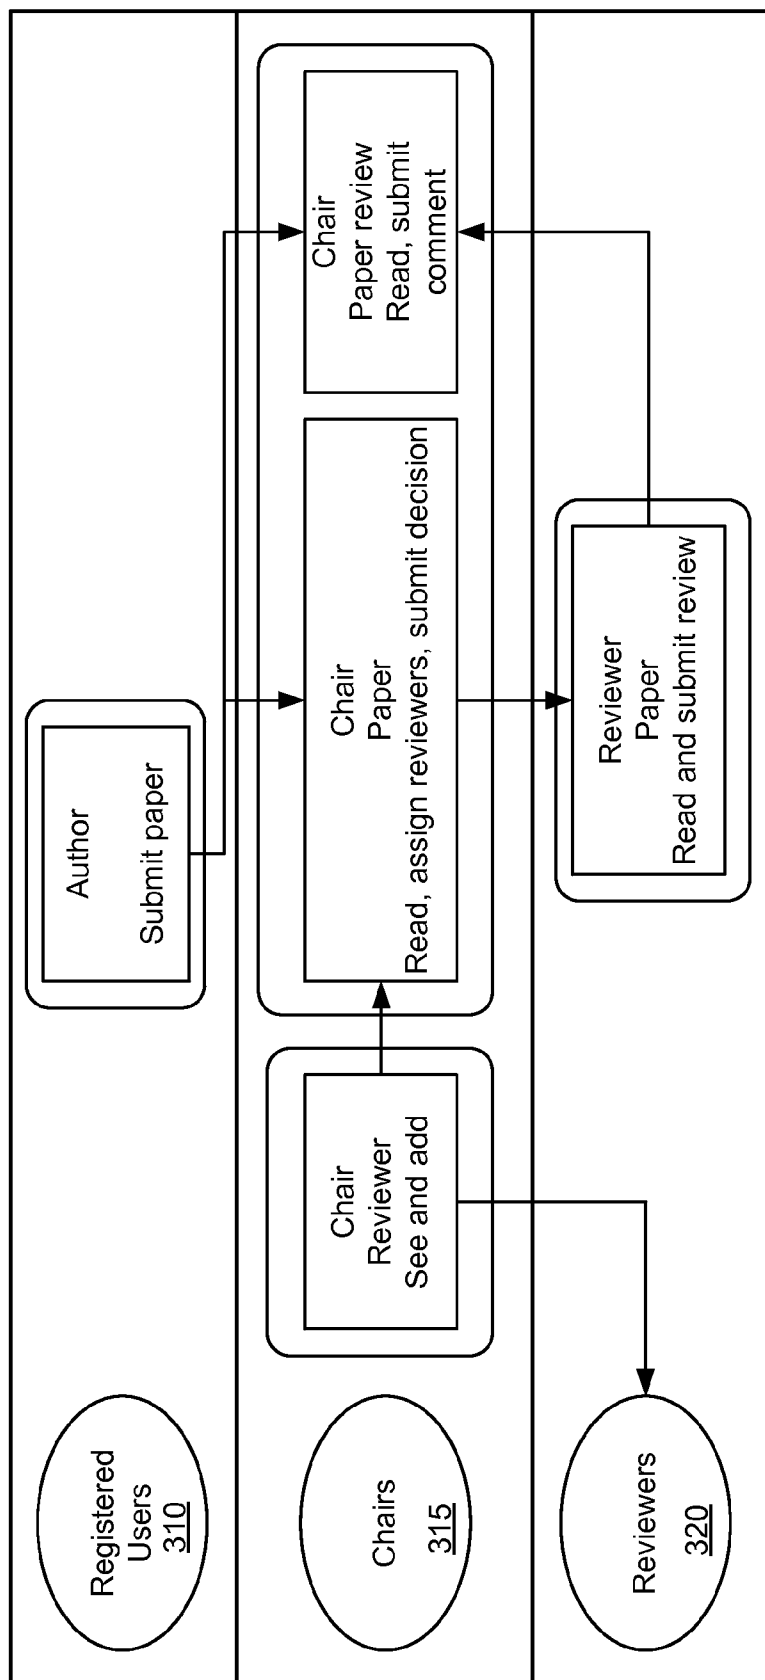 Registered
Users
310
Author
Submit paper
Chairs
315
Chair
Reviewer
See and add
Chair
Paper
Read, assign reviewers, submit decision
Chair
Paper review
Read, submit
comment
Reviewers
320
Reviewer
Paper
Read and submit review